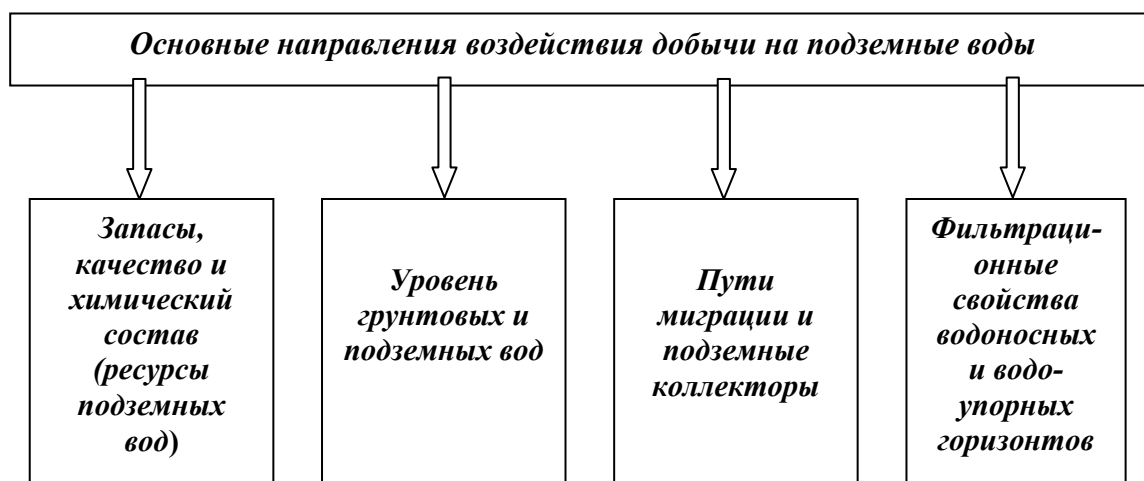 Основные направления воздействия добычи на подземные воды
Запасы,
качество и
химический
состав
(ресурсы
подземных
вод)
Уровень
грунтовых и
подземных вод
Пути
миграции и
подземные
коллекторы
Фильтраци-
онные
свойства
водоносных
и водо-
упорных
горизонтов